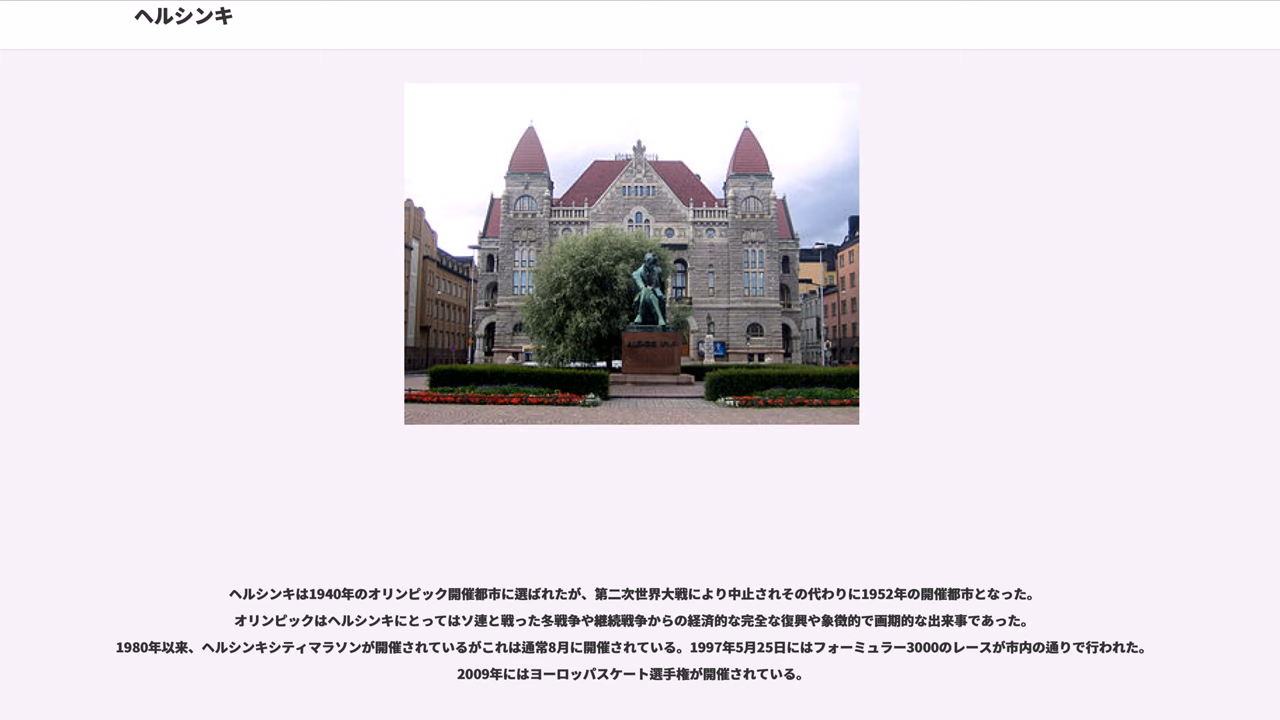 ヘルシンキ
ヘルシンキは1940年のオリンピック開催都市に選ばれたが、第二次世界大戦により中止されその代わりに1952年の開催都市となった。
オリンピックはヘルシンキにとってはソ連と戦った冬戦争や継続戦争からの経済的な完全な復興や象徴的で画期的な出来事であった。
1980年以来、ヘルシンキシティマラソンが開催されているがこれは通常8月に開催されている。1997年5月25日にはフォーミュラー3000のレースが市内の通りで行われた。
2009年にはヨーロッパスケート選手権が開催されている。